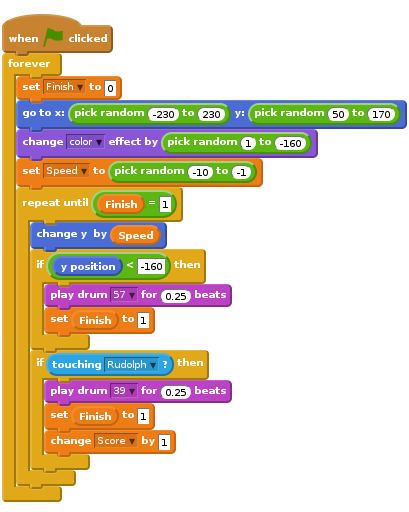 when clicked
forever
set Finish to 0
go to x: pick random -230 to 230 y: pick random 50 to 170
change color effect by pick random 1 to -160
set Speed to pick random -10 to -1
repeat until Finish = 1
change y by Speed
if y position < -160 then
play drum 57 for 0.25 beats
set Finish to 1
if touching Rudolph ? then
play drum 39 for 0.25 beats
set Finish to 1
change Score by 1